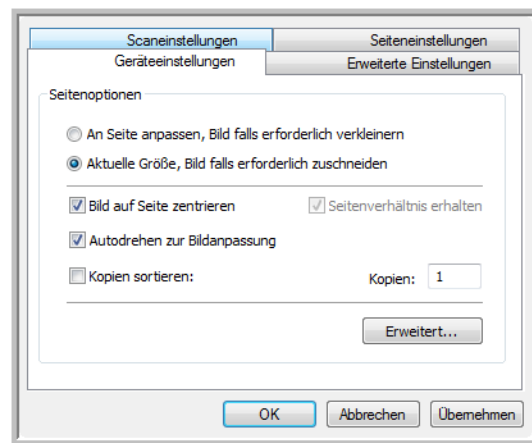 Scaneinstellungen
Seiteneinstellungen
Geräteeinstellungen
Erweiterte Einstellungen
Seitenoptionen
An Seite anpassen, Bild falls erforderlich verkleinern
Aktuelle Größe, Bild falls erforderlich zuschneiden
Bild auf Seite zentrieren
Seitenverhältnis erhalten
Autodrehen zur Bildanpassung
Kopien sortieren:
Kopien: 1
Erweitert...
OK
Abbrechen
Übernehmen